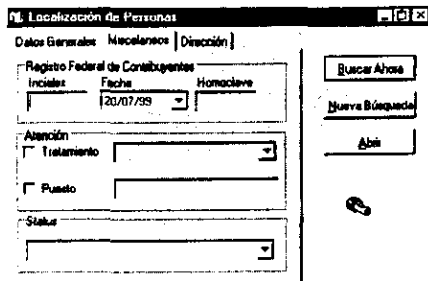 Localización de Personas
Datos Generales Misceláneos Dirección
Registro Federal de Contribuyentes
Inciales Fecha Homoclave
20/07/99
Atención
Tratamiento
Puesto
Status
Buscar Ahora
Nueva Búsqueda
Abrir